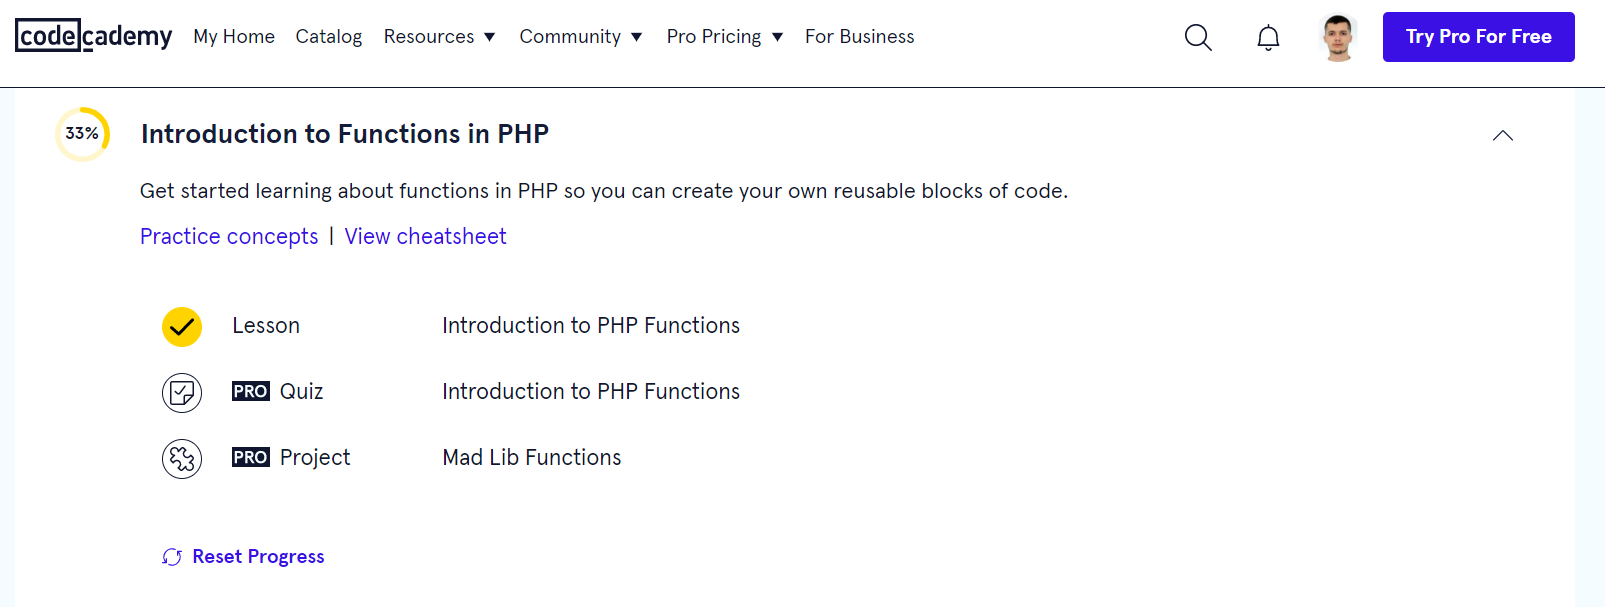 codecademy My Home Catalog Resources ▼ Community ▼ Pro Pricing ▼ For Business Try Pro For Free
33% Introduction to Functions in PHP
Get started learning about functions in PHP so you can create your own reusable blocks of code.
Practice concepts | View cheatsheet
Lesson Introduction to PHP Functions
PRO Quiz Introduction to PHP Functions
PRO Project Mad Lib Functions
Reset Progress